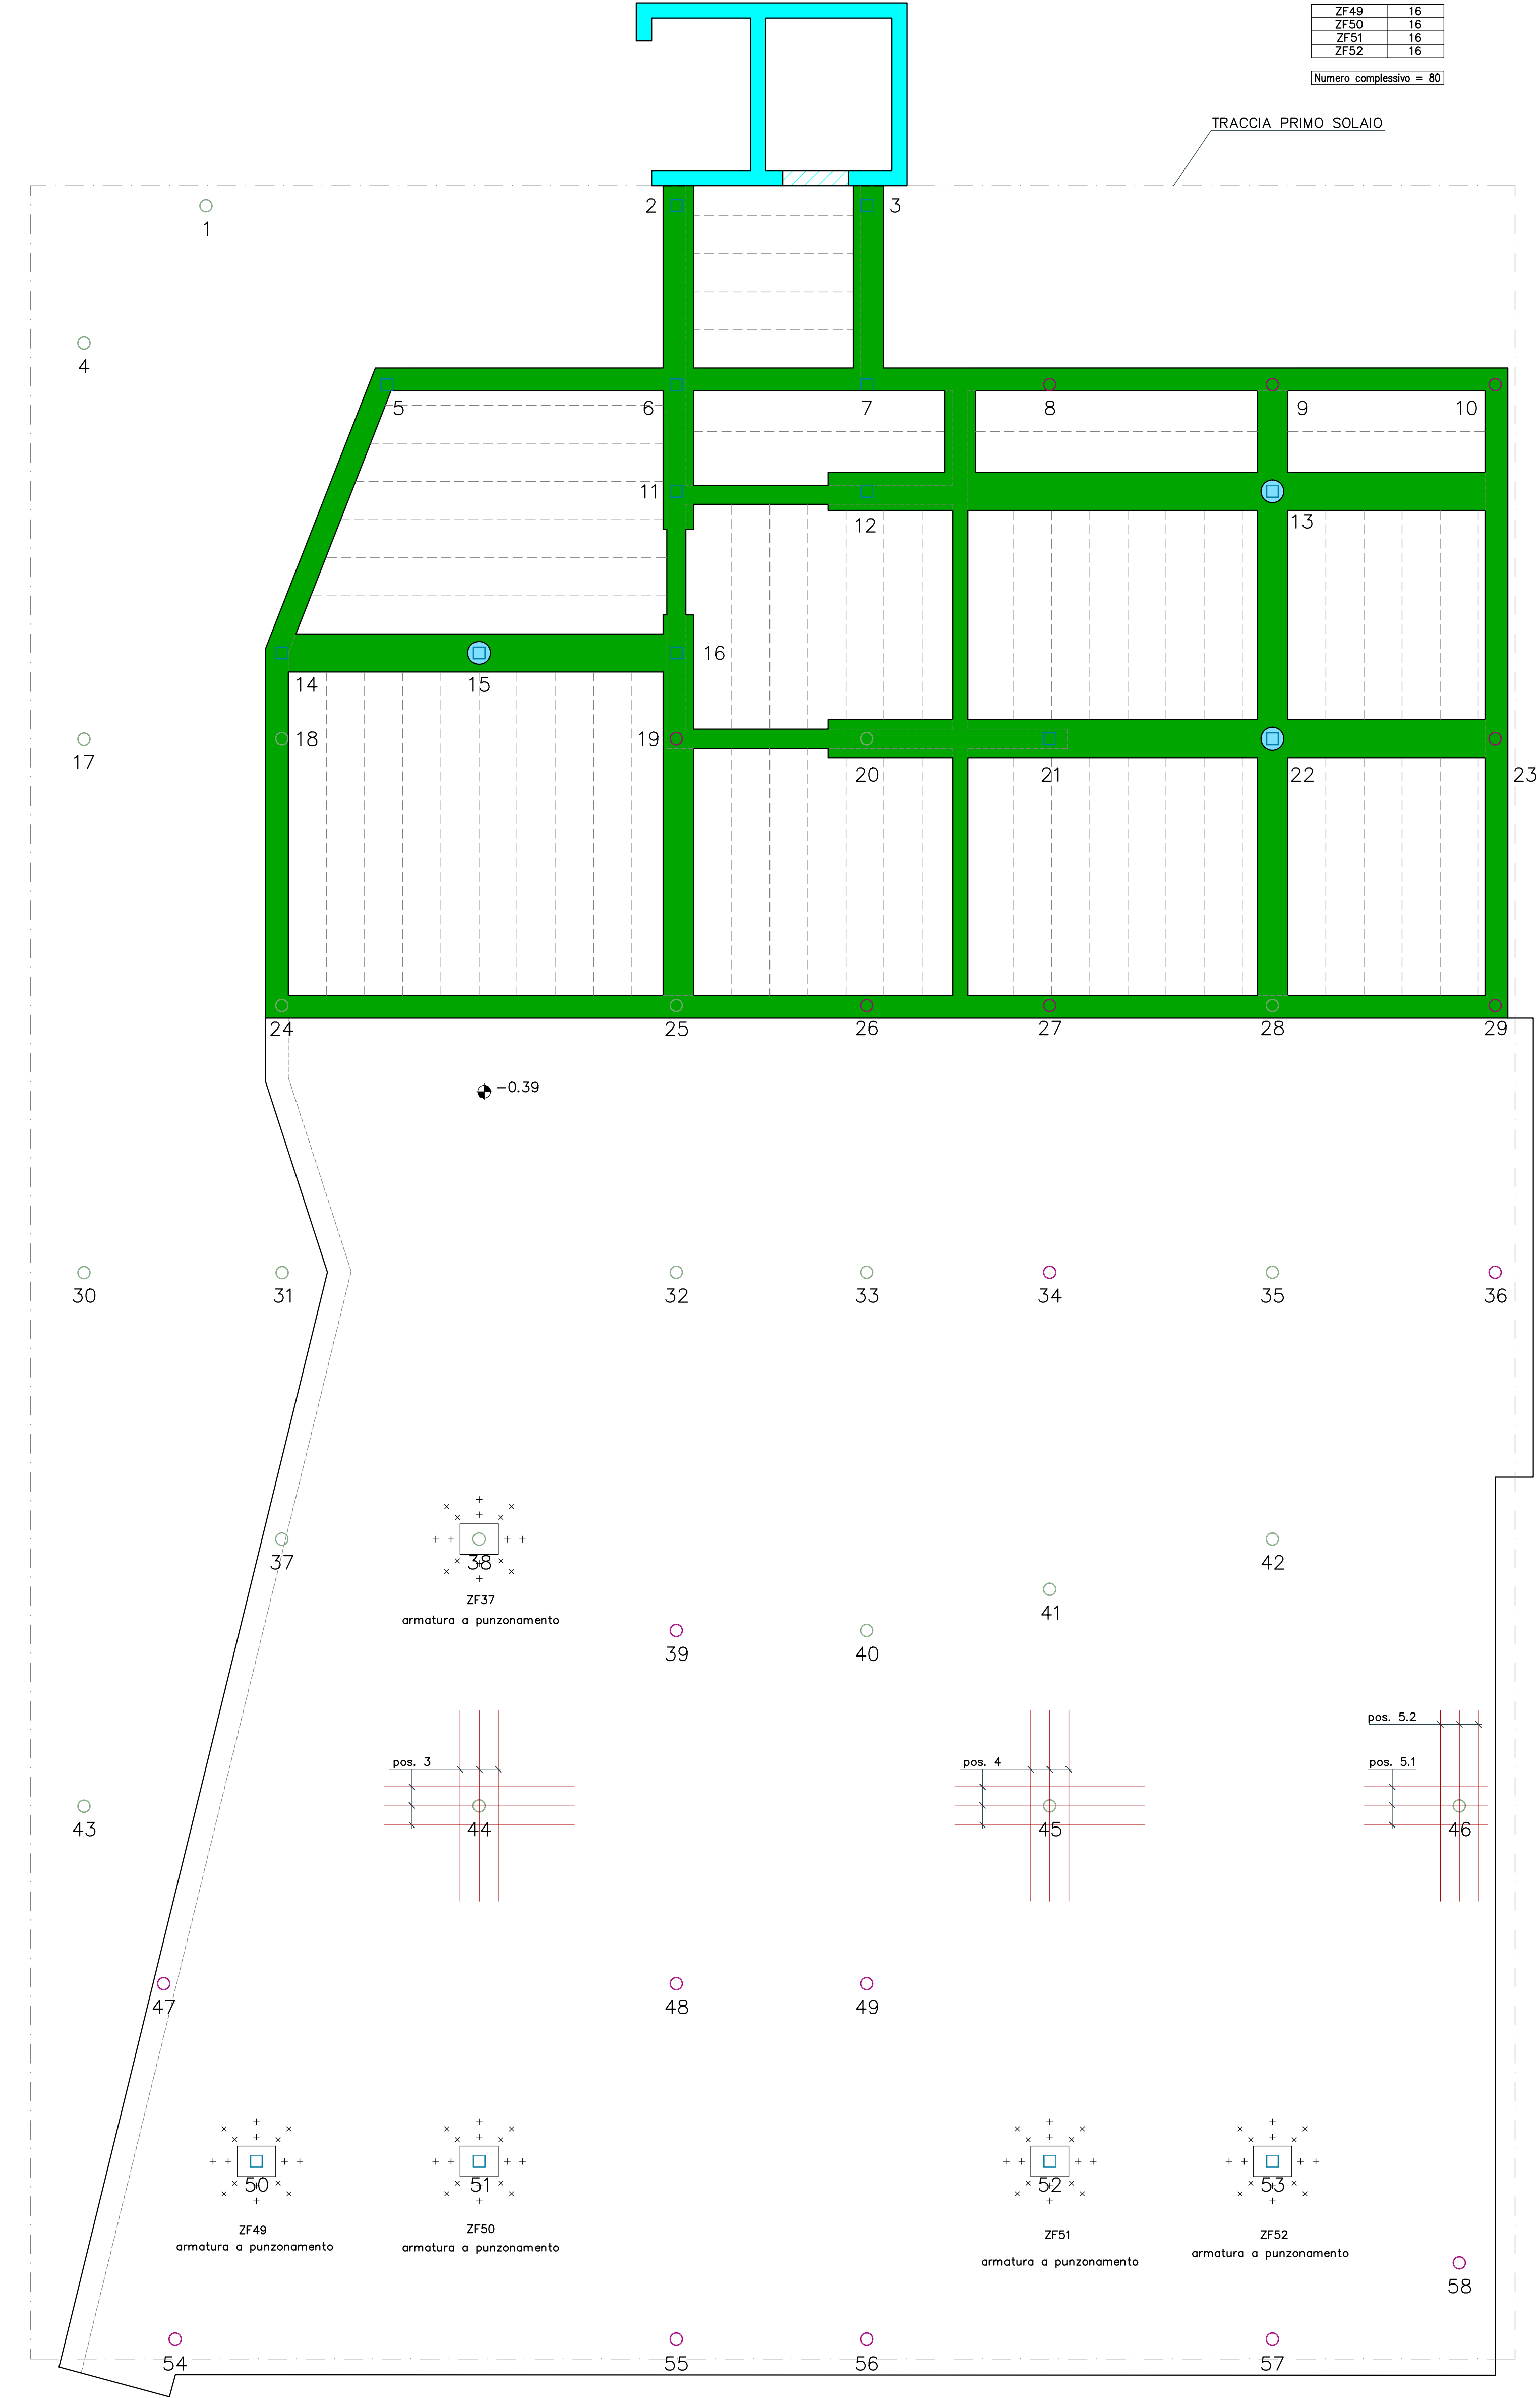 ZF49 16
ZF50 16
ZF51 16
ZF52 16
Numero complessivo = 80
TRACCIA PRIMO SOLAIO
1
2
3
4
5
6
7
8
9
10
11
12
13
14
15
16
17
18
19
20
21
22
23
24
25
26
27
28
29
-0.39
30
31
32
33
34
35
36
37
38
ZF37
armatura a punzonamento
39
40
41
42
pos. 3
pos. 4
pos. 5.2
pos. 5.1
43
44
45
46
47
48
49
50
51
52
53
ZF49
armatura a punzonamento
ZF50
armatura a punzonamento
ZF51
armatura a punzonamento
ZF52
armatura a punzonamento
58
54
55
56
57